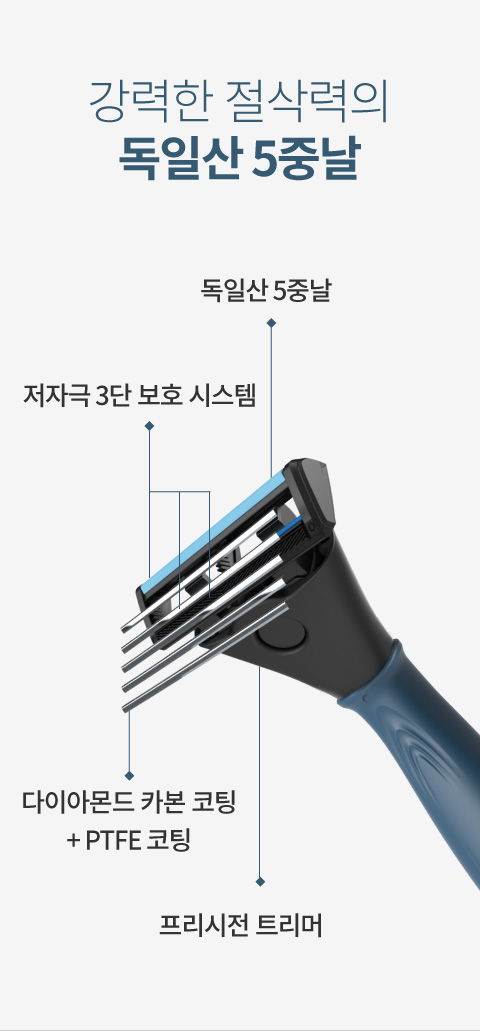 강력한 절삭력의
독일산 5중날
독일산 5중날
저자극 3단 보호 시스템
다이아몬드 카본 코팅
+ PTFE 코팅
프리시전 트리머